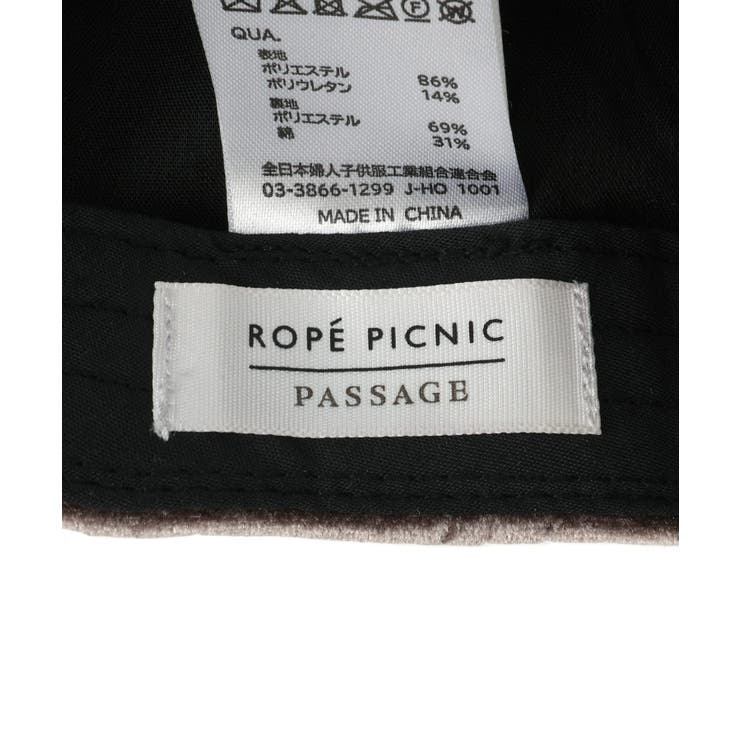 QUA.
表地
ポリエステル 86%
ポリウレタン 14%
裏地
ポリエステル 69%
綿 31%
全日本婦人子供服工業組合連合会
03-3866-1299 J-HO 1001
MADE IN CHINA
ROPÉ PICNIC
PASSAGE